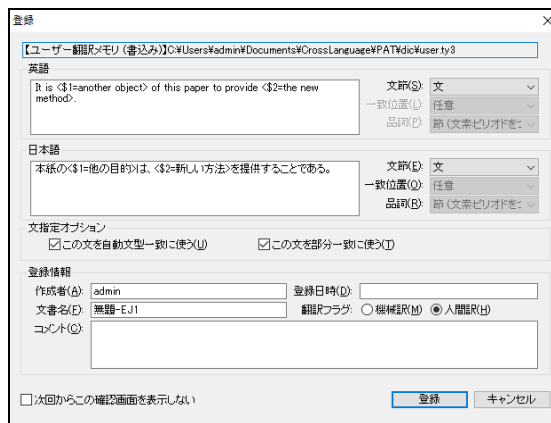 登録
【ユーザー翻訳メモリ (書込み)】C:¥Users¥admin¥Documents¥CrossLanguage¥PAT¥dic¥user.ty3
英語
It is <$1=another object> of this paper to provide <$2=the new
method>.
文節(S): 文
一致位置(L): 任意
品詞(P): 節 (文素ピリオドを:
日本語
本紙の<$1=他の目的>は、<$2=新しい方法>を提供することである。
文節(E): 文
一致位置(O): 任意
品詞(R): 節 (文素ピリオドを:
文指定オプション
この文を自動文型一致に使う(U) この文を部分一致に使う(T)
登録情報
作成者(A): admin 登録日時(D):
文書名(F): 無題-EJ1 翻訳フラグ: 機械訳(M) 人間訳(H)
コメント(C):
次回からこの確認画面を表示しない 登録 キャンセル